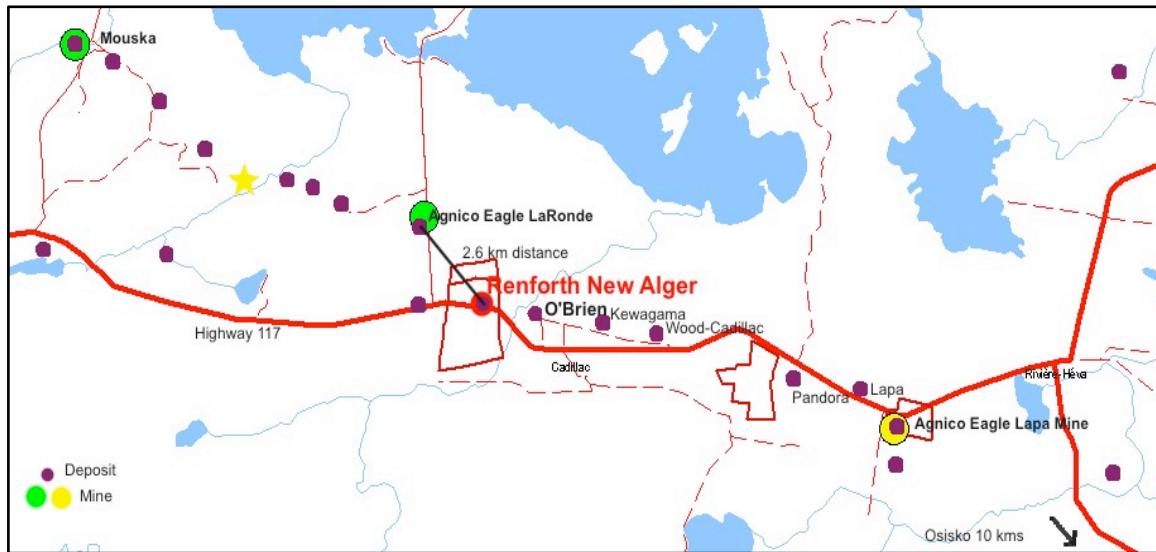 Mouska
Agnico Eagle LaRonde
2.6 km distance
Renforth New Alger
O'Brien
Kewagama
Wood-Cadillac
Highway 117
Cadillac
Rivière-Héva
Pandora
Lapa
Agnico Eagle Lapa Mine
Deposit
Mine
Osisko 10 kms